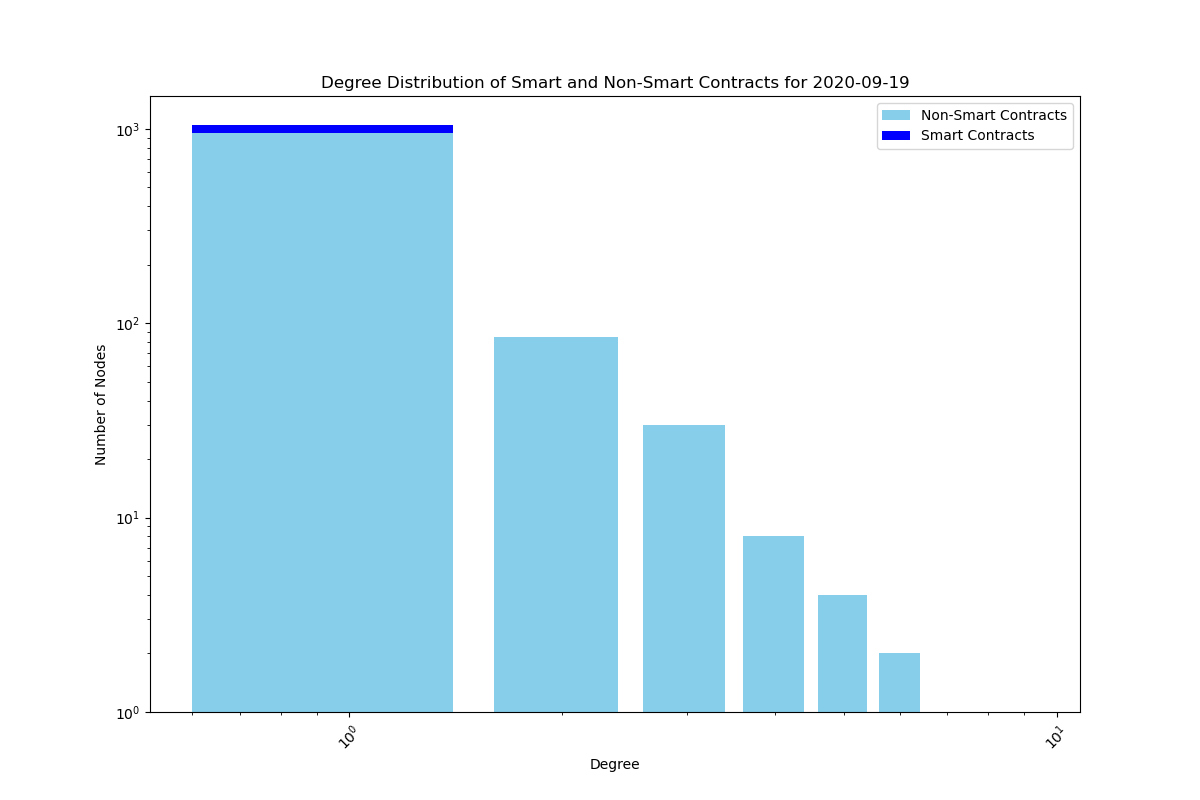 Degree Distribution of Smart and Non-Smart Contracts for 2020-09-19
Non-Smart Contracts
Smart Contracts
Number of Nodes
10³
10²
10¹
10⁰
10⁰
10¹
Degree